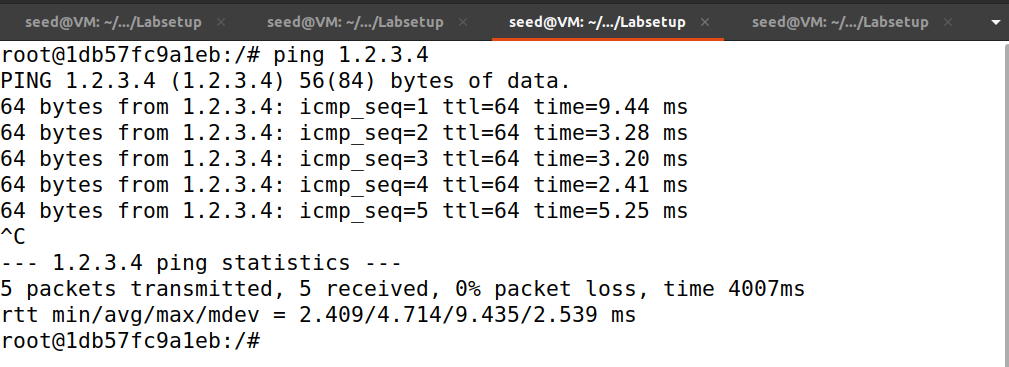 seed@VM: ~/.../Labsetup × seed@VM: ~/.../Labsetup × seed@VM: ~/.../Labsetup × seed@VM: ~/.../Labsetup ×
root@1db57fc9a1eb:/# ping 1.2.3.4
PING 1.2.3.4 (1.2.3.4) 56(84) bytes of data.
64 bytes from 1.2.3.4: icmp_seq=1 ttl=64 time=9.44 ms
64 bytes from 1.2.3.4: icmp_seq=2 ttl=64 time=3.28 ms
64 bytes from 1.2.3.4: icmp_seq=3 ttl=64 time=3.20 ms
64 bytes from 1.2.3.4: icmp_seq=4 ttl=64 time=2.41 ms
64 bytes from 1.2.3.4: icmp_seq=5 ttl=64 time=5.25 ms
^C
--- 1.2.3.4 ping statistics ---
5 packets transmitted, 5 received, 0% packet loss, time 4007ms
rtt min/avg/max/mdev = 2.409/4.714/9.435/2.539 ms
root@1db57fc9a1eb:/#